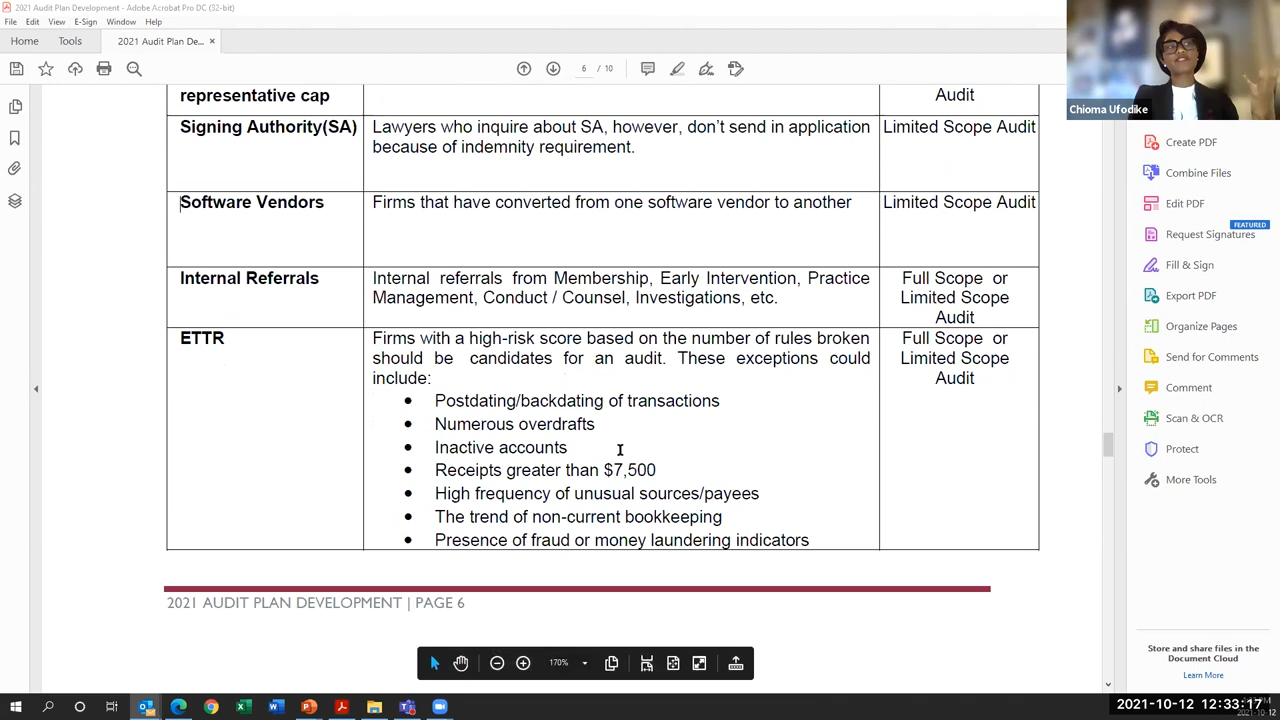 2021 Audit Plan Development - Adobe Acrobat Pro DC (32-bit)
File Edit View E-Sign Window Help
Home Tools 2021 Audit Plan De... ×
6 / 10
Chioma Ufodike
representative cap Audit
Signing Authority(SA) Lawyers who inquire about SA, however, don't send in application Limited Scope Audit
because of indemnity requirement.
Software Vendors Firms that have converted from one software vendor to another Limited Scope Audit
Internal Referrals Internal referrals from Membership, Early Intervention, Practice Full Scope or
Management, Conduct / Counsel, Investigations, etc. Limited Scope
Audit
ETTR Firms with a high-risk score based on the number of rules broken Full Scope or
should be candidates for an audit. These exceptions could Limited Scope
include: Audit
• Postdating/backdating of transactions
• Numerous overdrafts
• Inactive accounts
• Receipts greater than $7,500
• High frequency of unusual sources/payees
• The trend of non-current bookkeeping
• Presence of fraud or money laundering indicators
2021 AUDIT PLAN DEVELOPMENT | PAGE 6
170%
Create PDF
Combine Files
Edit PDF
FEATURED
Request Signatures
Fill & Sign
Export PDF
Organize Pages
Send for Comments
Comment
Scan & OCR
Protect
More Tools
Store and share files in the
Document Cloud
Learn More
2021-10-12 12:33:17
2021-10-12